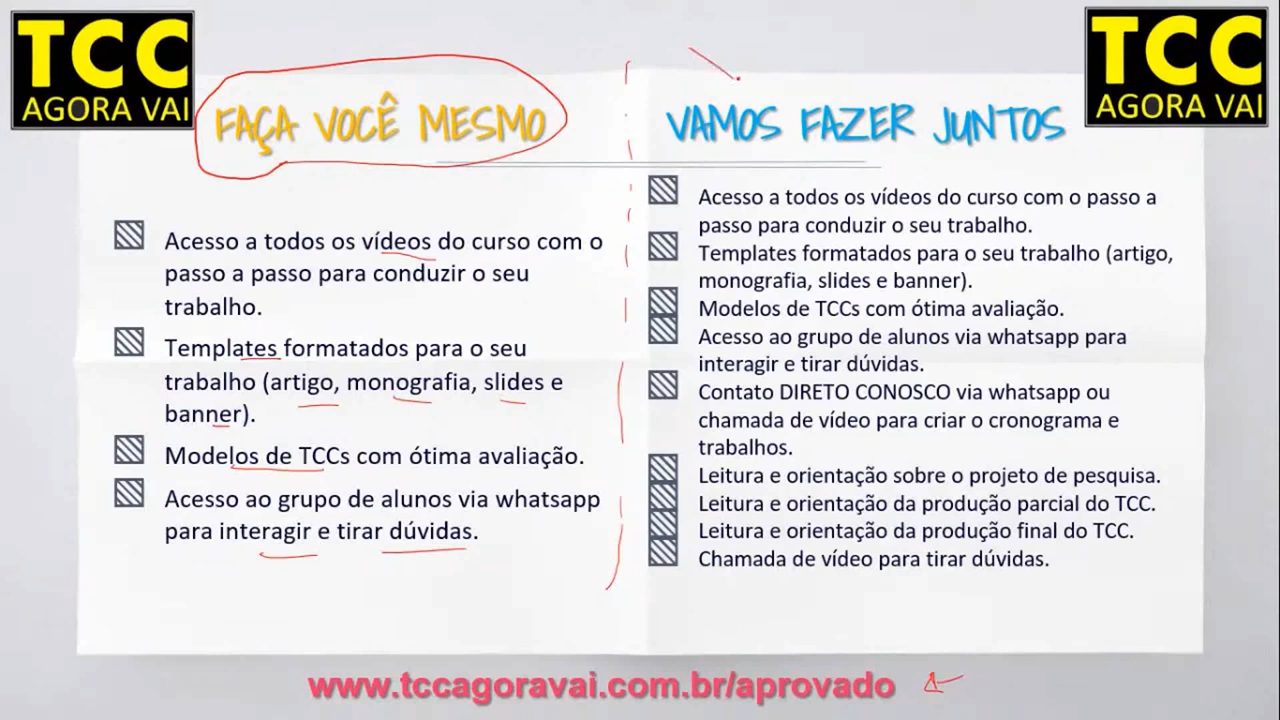 TCC
AGORA VAI
TCC
AGORA VAI
FAÇA VOCÊ MESMO
Acesso a todos os vídeos do curso com o
passo a passo para conduzir o seu
trabalho.
Templates formatados para o seu
trabalho (artigo, monografia, slides e
banner).
Modelos de TCCs com ótima avaliação.
Acesso ao grupo de alunos via whatsapp
para interagir e tirar dúvidas.
VAMOS FAZER JUNTOS
Acesso a todos os vídeos do curso com o passo a
passo para conduzir o seu trabalho.
Templates formatados para o seu trabalho (artigo,
monografia, slides e banner).
Modelos de TCCs com ótima avaliação.
Acesso ao grupo de alunos via whatsapp para
interagir e tirar dúvidas.
Contato DIRETO CONOSCO via whatsapp ou
chamada de vídeo para criar o cronograma e
trabalhos.
Leitura e orientação sobre o projeto de pesquisa.
Leitura e orientação da produção parcial do TCC.
Leitura e orientação da produção final do TCC.
Chamada de vídeo para tirar dúvidas.
www.tccagoravai.com.br/aprovado